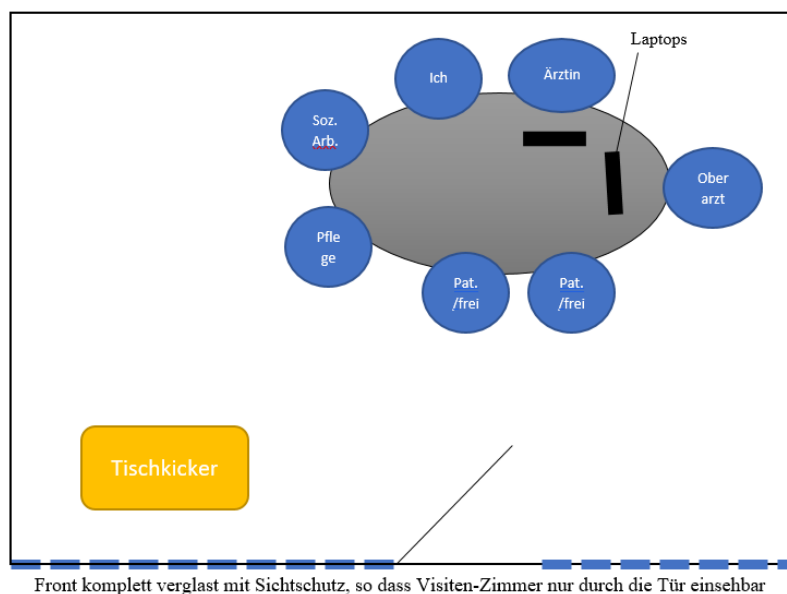 Laptops
Ich
Ärztin
Soz.
Arb.
Ober
arzt
Pfle
ge
Pat.
/frei
Pat.
/frei
Tischkicker
Front komplett verglast mit Sichtschutz, so dass Visiten-Zimmer nur durch die Tür einsehbar